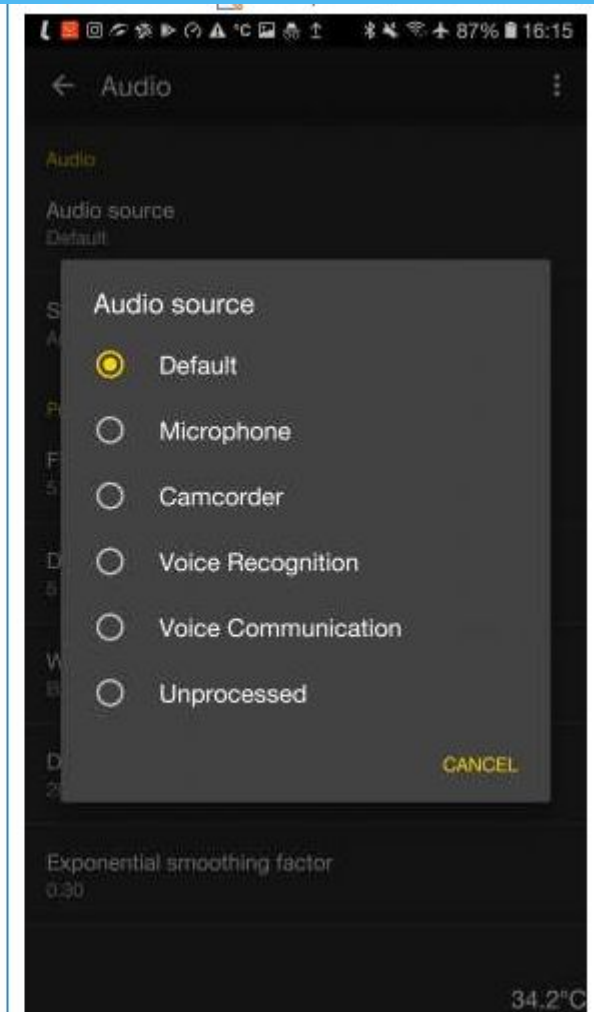 °C 87% 16:15
Audio
Audio
Audio source
Default
Audio source
Default
Microphone
Camcorder
Voice Recognition
Voice Communication
Unprocessed
CANCEL
Exponential smoothing factor
0.30
34.2°C